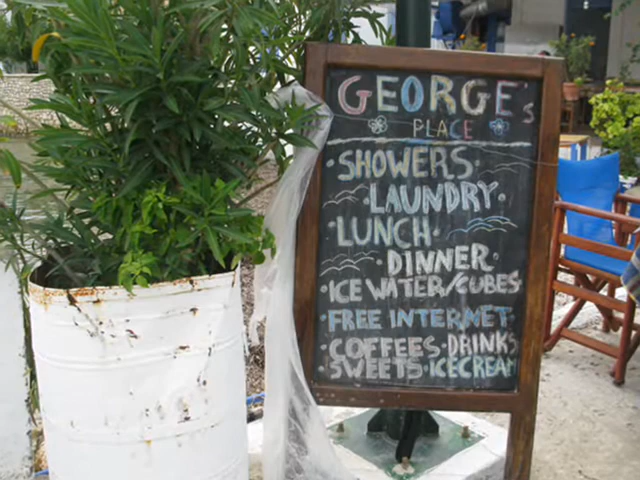 GEORGE's
PLACE
·SHOWERS·
·LAUNDRY·
·LUNCH·
·DINNER·
·ICE WATER/CUBES
·FREE INTERNET·
·COFFEES·DRINKS
·SWEETS·ICECREAM